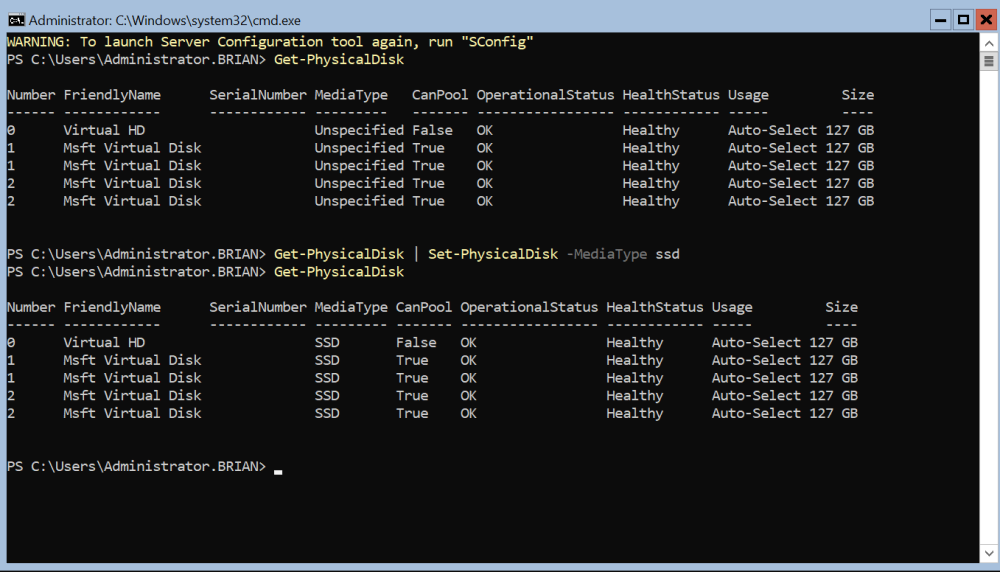 Administrator: C:\Windows\system32\cmd.exe
WARNING: To launch Server Configuration tool again, run "SConfig"
PS C:\Users\Administrator.BRIAN> Get-PhysicalDisk
Number FriendlyName      SerialNumber MediaType   CanPool OperationalStatus HealthStatus Usage         Size
------ ------------      ------------ ---------   ------- ----------------- ------------ -----         ----
0      Virtual HD                     Unspecified False   OK                Healthy      Auto-Select 127 GB
1      Msft Virtual Disk              Unspecified True    OK                Healthy      Auto-Select 127 GB
1      Msft Virtual Disk              Unspecified True    OK                Healthy      Auto-Select 127 GB
2      Msft Virtual Disk              Unspecified True    OK                Healthy      Auto-Select 127 GB
2      Msft Virtual Disk              Unspecified True    OK                Healthy      Auto-Select 127 GB
PS C:\Users\Administrator.BRIAN> Get-PhysicalDisk | Set-PhysicalDisk -MediaType ssd
PS C:\Users\Administrator.BRIAN> Get-PhysicalDisk
Number FriendlyName      SerialNumber MediaType CanPool OperationalStatus HealthStatus Usage         Size
------ ------------      ------------ --------- ------- ----------------- ------------ -----         ----
0      Virtual HD                     SSD       False   OK                Healthy      Auto-Select 127 GB
1      Msft Virtual Disk              SSD       True    OK                Healthy      Auto-Select 127 GB
1      Msft Virtual Disk              SSD       True    OK                Healthy      Auto-Select 127 GB
2      Msft Virtual Disk              SSD       True    OK                Healthy      Auto-Select 127 GB
2      Msft Virtual Disk              SSD       True    OK                Healthy      Auto-Select 127 GB
PS C:\Users\Administrator.BRIAN>